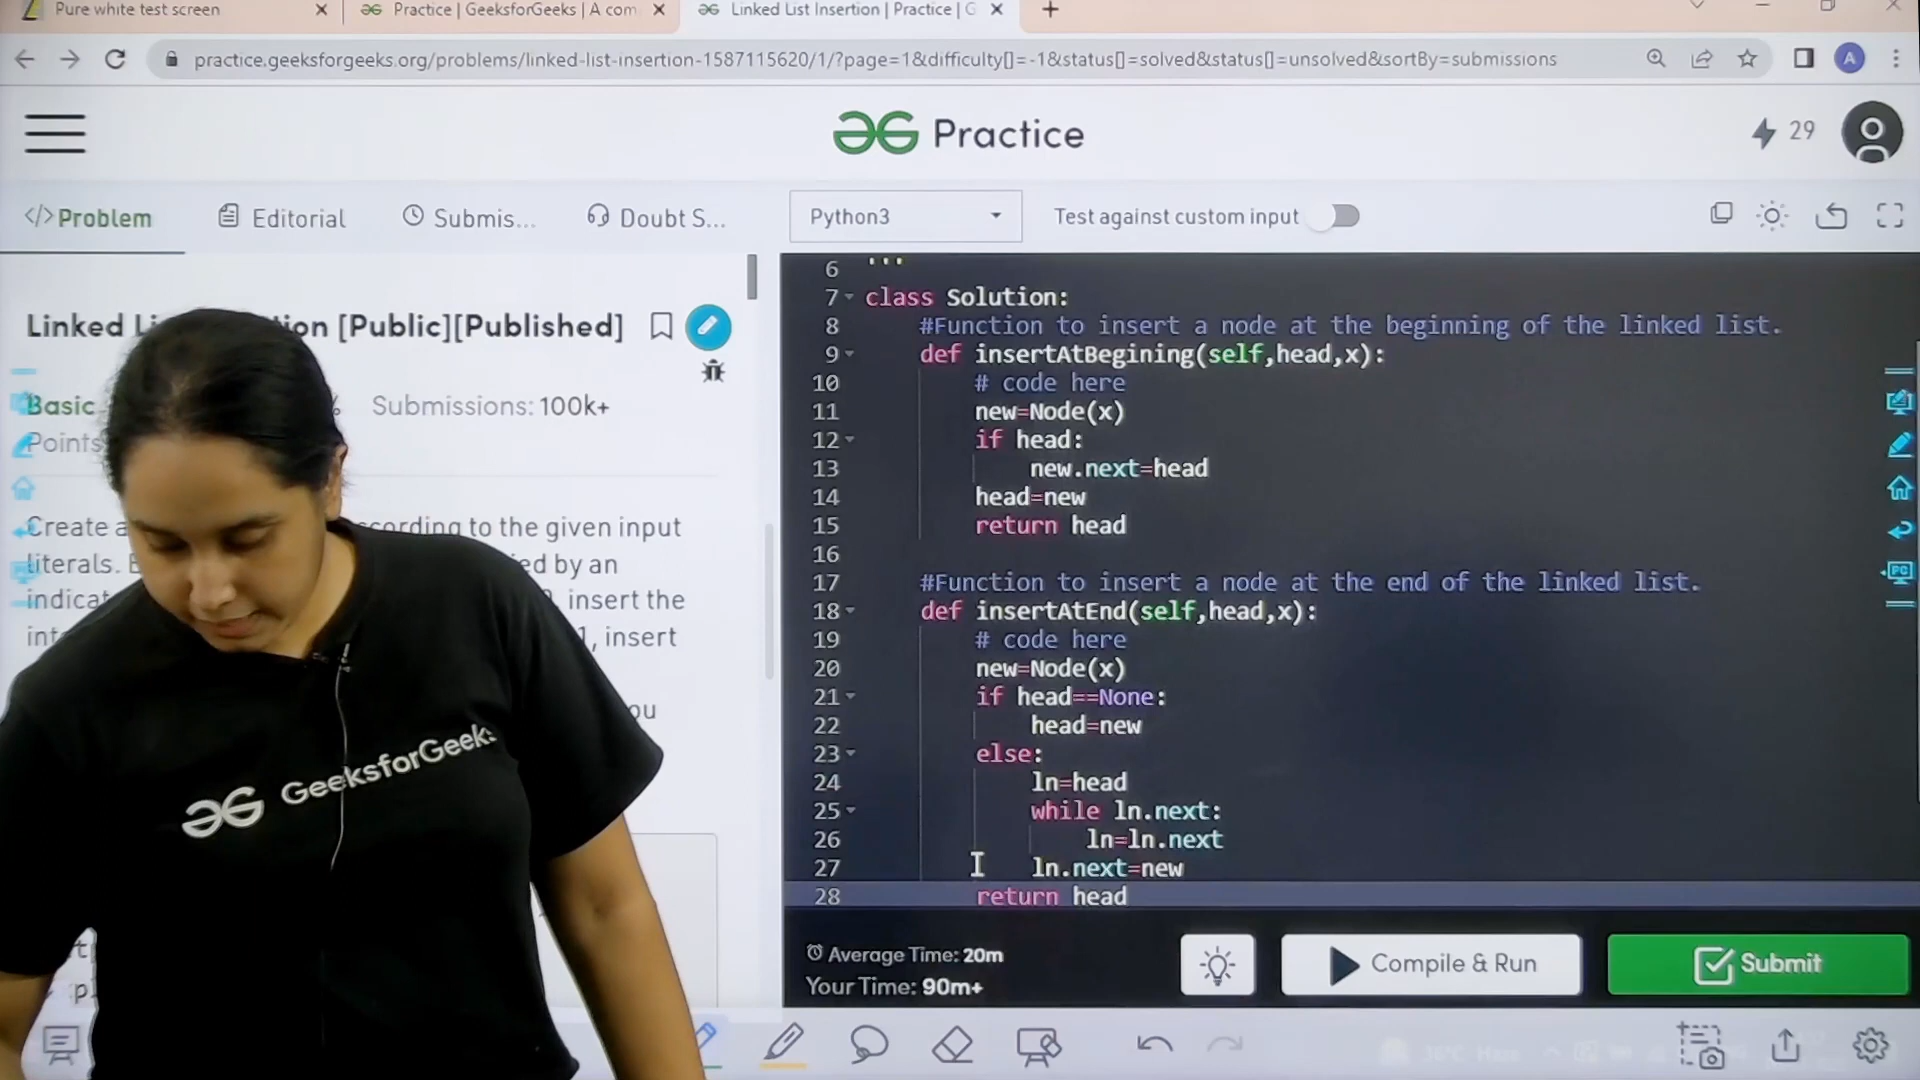 Pure white test screen
Practice | GeeksforGeeks | A com
Linked List Insertion | Practice | G
practice.geeksforgeeks.org/problems/linked-list-insertion-1587115620/1/?page=1&difficulty[]=-1&status[]=solved&status[]=unsolved&sortBy=submissions
A
Practice
29
</>Problem
Editorial
Submis...
Doubt S...
Python3
Test against custom input
Linked Li
ion [Public][Published]
Basic
% Submissions: 100k+
Points
Create a
cording to the given input
literals.
ed by an
indicat
insert the
int
1, insert
ou
GeeksforGeeks
6 '''
7 class Solution:
8 #Function to insert a node at the beginning of the linked list.
9 def insertAtBegining(self,head,x):
10 # code here
11 new=Node(x)
12 if head:
13 new.next=head
14 head=new
15 return head
16
17 #Function to insert a node at the end of the linked list.
18 def insertAtEnd(self,head,x):
19 # code here
20 new=Node(x)
21 if head==None:
22 head=new
23 else:
24 ln=head
25 while ln.next:
26 ln=ln.next
27 ln.next=new
28 return head
PC
Average Time: 20m
Your Time: 90m+
Compile & Run
Submit